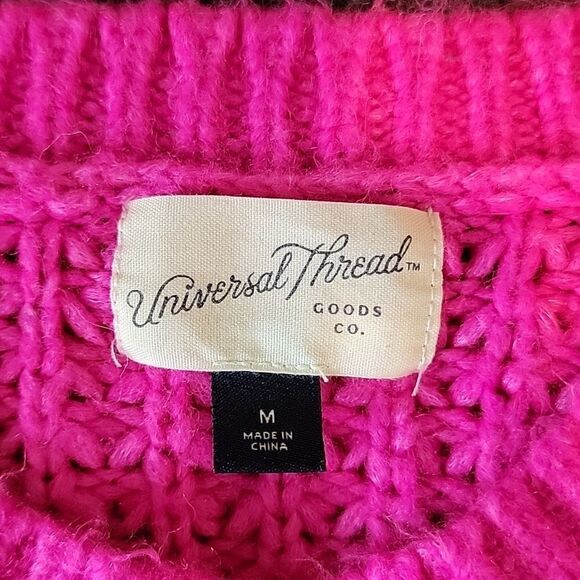 Universal Thread™
GOODS
CO.
M
MADE IN
CHINA